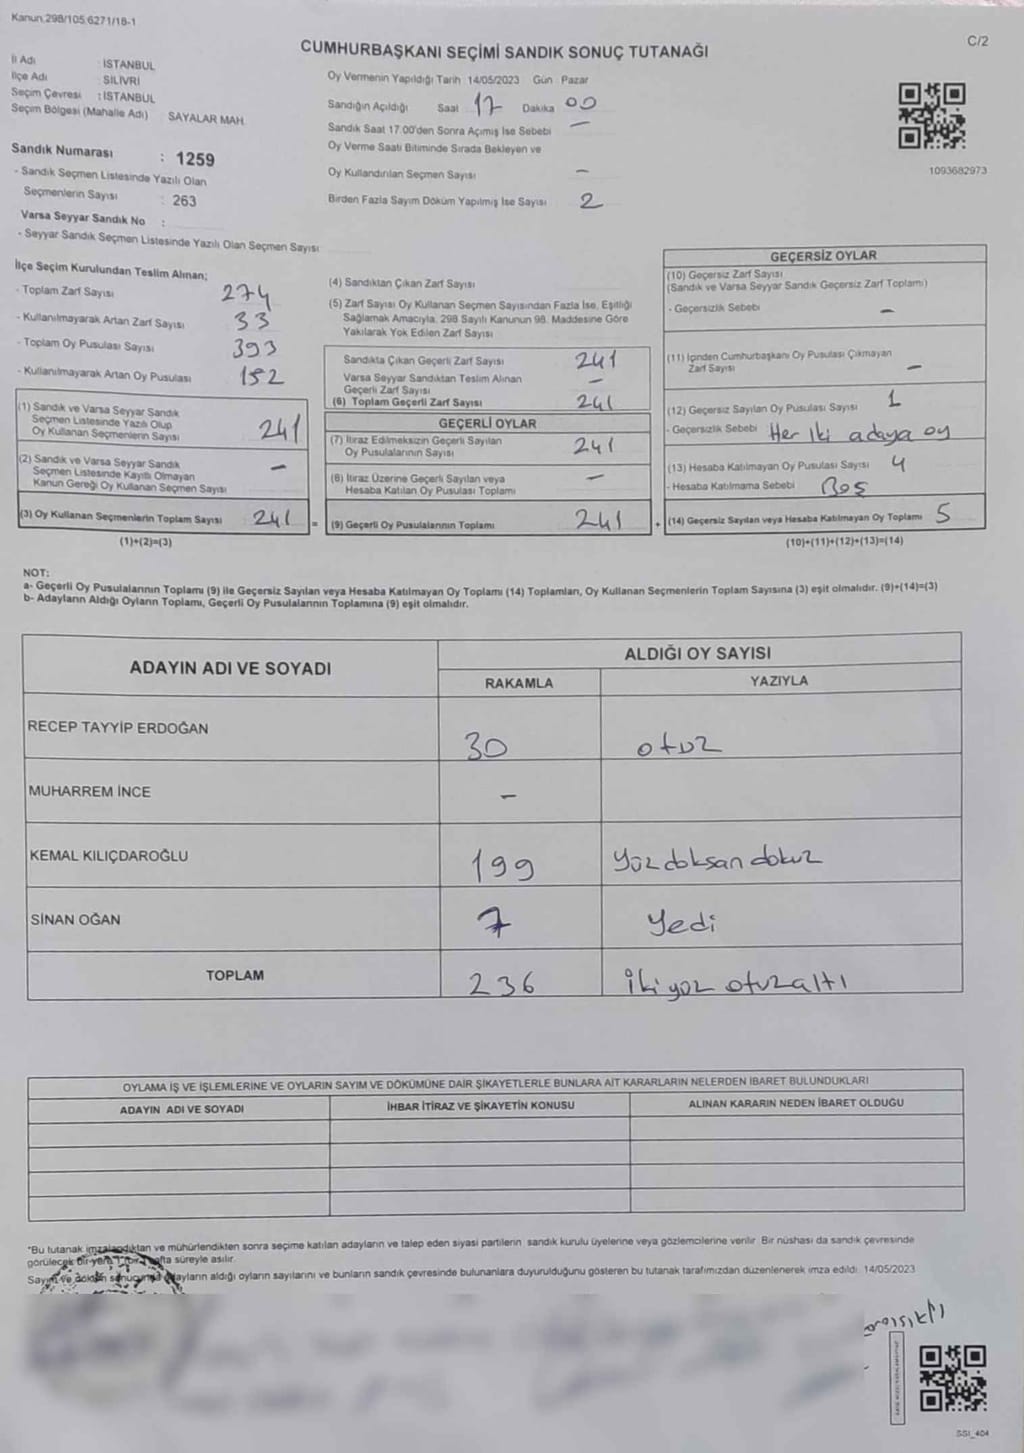 Kanun,298/105,6271/18-1
C/2
CUMHURBAŞKANI SEÇİMİ SANDIK SONUÇ TUTANAĞI
İl Adı : İSTANBUL
İlçe Adı : SİLİVRİ
Seçim Çevresi : İSTANBUL
Seçim Bölgesi (Mahalle Adı) SAYALAR MAH.
Sandık Numarası : 1259
- Sandık Seçmen Listesinde Yazılı Olan
Seçmenlerin Sayısı : 263
Varsa Seyyar Sandık No :
- Seyyar Sandık Seçmen Listesinde Yazılı Olan Seçmen Sayısı
Oy Vermenin Yapıldığı Tarih 14/05/2023 Gün Pazar
Sandığın Açıldığı Saat 17 Dakika 00
Sandık Saat 17.00'den Sonra Açımış İse Sebebi —
Oy Verme Saati Bitiminde Sırada Bekleyen ve
Oy Kullandırılan Seçmen Sayısı -
Birden Fazla Sayım Döküm Yapılmış İse Sayısı 2
1093682973
İlçe Seçim Kurulundan Teslim Alınan;
- Toplam Zarf Sayısı 274
- Kullanılmayarak Artan Zarf Sayısı 33
- Toplam Oy Pusulası Sayısı 393
- Kullanılmayarak Artan Oy Pusulası 152
(1) Sandık ve Varsa Seyyar Sandık
Seçmen Listesinde Yazılı Olup
Oy Kullanan Seçmenlerin Sayısı 241
(2) Sandık ve Varsa Seyyar Sandık
Seçmen Listesinde Kayıtlı Olmayan
Kanun Gereği Oy Kullanan Seçmen Sayısı -
(3) Oy Kullanan Seçmenlerin Toplam Sayısı 241 =
(1)+(2)=(3)
(4) Sandıktan Çıkan Zarf Sayısı
(5) Zarf Sayısı Oy Kullanan Seçmen Sayısından Fazla İse, Eşitliği
Sağlamak Amacıyla, 298 Sayılı Kanunun 98. Maddesine Göre
Yakılarak Yok Edilen Zarf Sayısı
Sandıkta Çıkan Geçerli Zarf Sayısı 241
Varsa Seyyar Sandıktan Teslim Alınan
Geçerli Zarf Sayısı -
(6) Toplam Geçerli Zarf Sayısı 241
GEÇERLİ OYLAR
(7) İtiraz Edilmeksizin Geçerli Sayılan
Oy Pusulalarının Sayısı 241
(8) İtiraz Üzerine Geçerli Sayılan veya
Hesaba Katılan Oy Pusulası Toplamı -
(9) Geçerli Oy Pusulalarının Toplamı 241 +
GEÇERSİZ OYLAR
(10) Geçersiz Zarf Sayısı
(Sandık ve Varsa Seyyar Sandık Geçersiz Zarf Toplamı)
- Geçersizlik Sebebi -
(11) İçinden Cumhurbaşkanı Oy Pusulası Çıkmayan
Zarf Sayısı -
(12) Geçersiz Sayılan Oy Pusulası Sayısı 1
- Geçersizlik Sebebi Her iki adaya oy
(13) Hesaba Katılmayan Oy Pusulası Sayısı 4
- Hesaba Katılmama Sebebi Boş
(14) Geçersiz Sayılan veya Hesaba Katılmayan Oy Toplamı 5
(10)+(11)+(12)+(13)=(14)
NOT:
a- Geçerli Oy Pusulalarının Toplamı (9) ile Geçersiz Sayılan veya Hesaba Katılmayan Oy Toplamı (14) Toplamları, Oy Kullanan Seçmenlerin Toplam Sayısına (3) eşit olmalıdır. (9)+(14)=(3)
b- Adayların Aldığı Oyların Toplamı, Geçerli Oy Pusulalarının Toplamına (9) eşit olmalıdır.
ADAYIN ADI VE SOYADI
ALDIĞI OY SAYISI
RAKAMLA YAZIYLA
RECEP TAYYİP ERDOĞAN 30 otuz
MUHARREM İNCE -
KEMAL KILIÇDAROĞLU 199 Yüzdoksandokuz
SİNAN OĞAN 7 Yedi
TOPLAM 236 İkiyüz otuzaltı
OYLAMA İŞ VE İŞLEMLERİNE VE OYLARIN SAYIM VE DÖKÜMÜNE DAİR ŞİKAYETLERLE BUNLARA AİT KARARLARIN NELERDEN İBARET BULUNDUKLARI
ADAYIN ADI VE SOYADI İHBAR İTİRAZ VE ŞİKAYETİN KONUSU ALINAN KARARIN NEDEN İBARET OLDUĞU
"Bu tutanak imzalandıktan ve mühürlendikten sonra seçime katılan adayların ve talep eden siyasi partilerin sandık kurulu üyelerine veya gözlemcilerine verilir. Bir nüshası da sandık çevresinde
görülecek bir yere 1 (bir) hafta süreyle asılır.
Sayım ve döküm sonucunda adayların aldığı oyların sayılarını ve bunların sandık çevresinde bulunanlara duyurulduğunu gösteren bu tutanak tarafımızdan düzenlenerek imza edildi. 14/05/2023
SSI_404